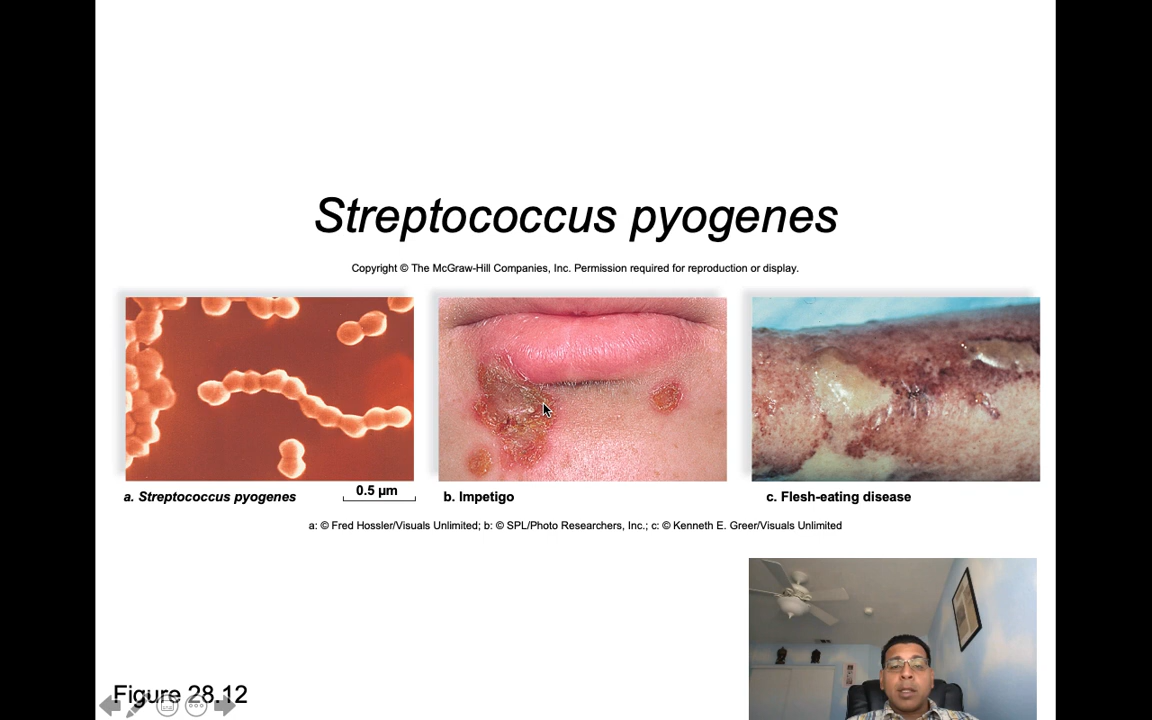 Streptococcus pyogenes
Copyright © The McGraw-Hill Companies, Inc. Permission required for reproduction or display.
a. Streptococcus pyogenes
0.5 µm
b. Impetigo
c. Flesh-eating disease
a: © Fred Hossler/Visuals Unlimited; b: © SPL/Photo Researchers, Inc.; c: © Kenneth E. Greer/Visuals Unlimited
Figure 28.12